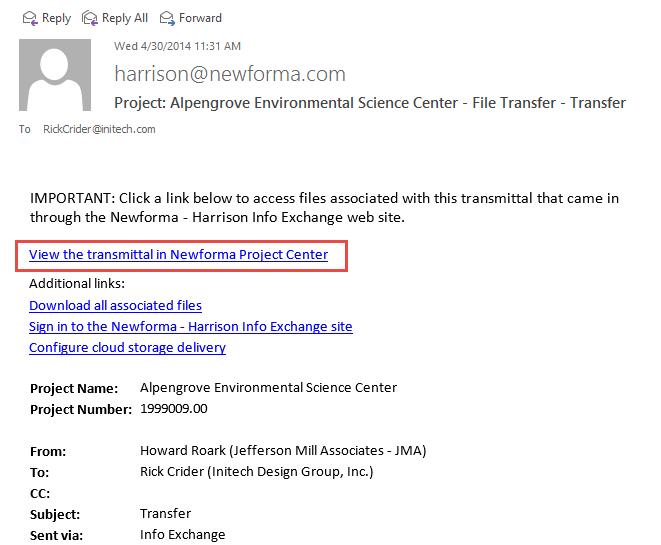 Reply Reply All Forward
Wed 4/30/2014 11:31 AM
harrison@newforma.com
Project: Alpengrove Environmental Science Center - File Transfer - Transfer
To RickCrider@initech.com
IMPORTANT: Click a link below to access files associated with this transmittal that came in
through the Newforma - Harrison Info Exchange web site.
View the transmittal in Newforma Project Center
Additional links:
Download all associated files
Sign in to the Newforma - Harrison Info Exchange site
Configure cloud storage delivery
Project Name: Alpengrove Environmental Science Center
Project Number: 1999009.00
From: Howard Roark (Jefferson Mill Associates - JMA)
To: Rick Crider (Initech Design Group, Inc.)
CC:
Subject: Transfer
Sent via: Info Exchange